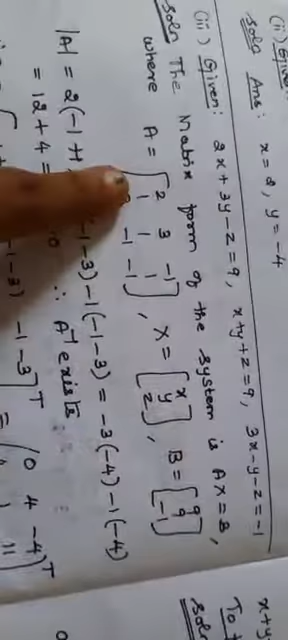 (ii) Given
Soln Ans: x = 2, y = -4
(iii) Given: 2x+3y-z=9, x+y+z=9, 3x-y-z=-1
Soln The Matrix form of the system is AX = B,
where A = [2 3 -1
1 1 1
-1 -1], X = [x
y
z], B = [9
9
-1]
|A| = 2(-1+ -1-3) -1(-1-3) = -3(-4) -1(-4)
= 12+4 = ∴ A⁻¹ exists
-1-3) -1-3]ᵀ = (0 4 -4)ᵀ
11
x+y
To
Soln